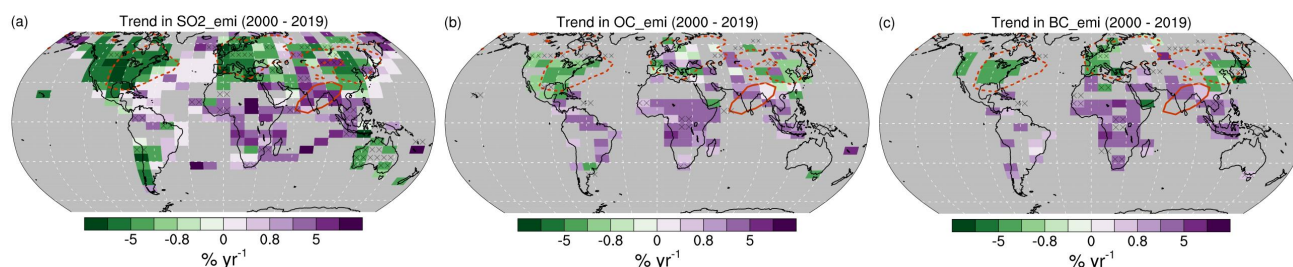 (a) Trend in SO2_emi (2000 - 2019)
-5 -0.8 0 0.8 5
% yr-1
(b) Trend in OC_emi (2000 - 2019)
-5 -0.8 0 0.8 5
% yr-1
(c) Trend in BC_emi (2000 - 2019)
-5 -0.8 0 0.8 5
% yr-1